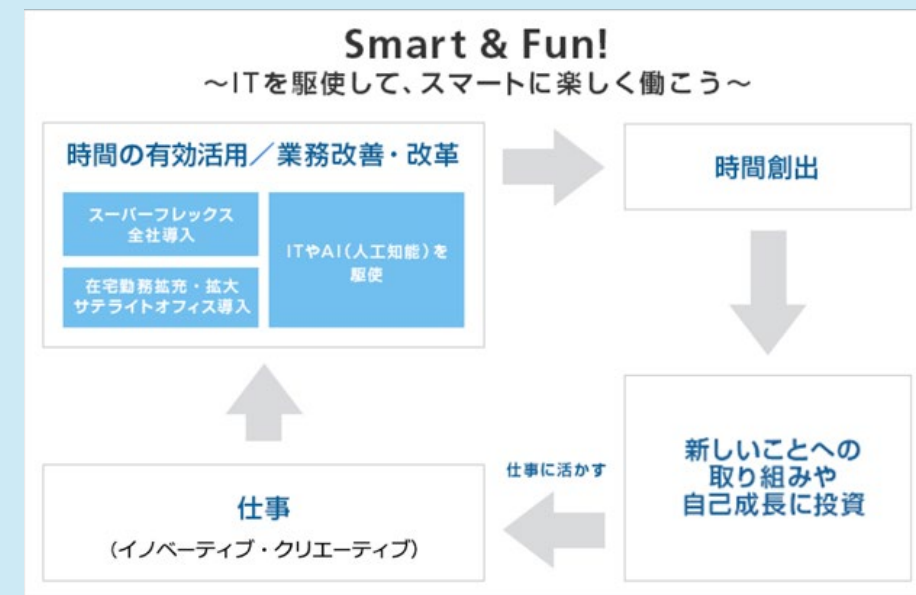 Smart & Fun!
～ITを駆使して、スマートに楽しく働こう～
時間の有効活用／業務改善・改革
スーパーフレックス
全社導入
在宅勤務拡充・拡大
サテライトオフィス導入
ITやAI(人工知能)を
駆使
時間創出
新しいことへの
取り組みや
自己成長に投資
仕事に活かす
仕事
（イノベーティブ・クリエーティブ）